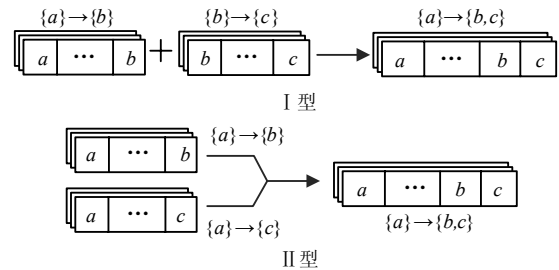 {a}→{b} {b}→{c} {a}→{b,c}
a ··· b + b ··· c a ··· b c
I 型
{a}→{b}
a ··· b
a ··· b c
a ··· c
{a}→{c} {a}→{b,c}
II 型